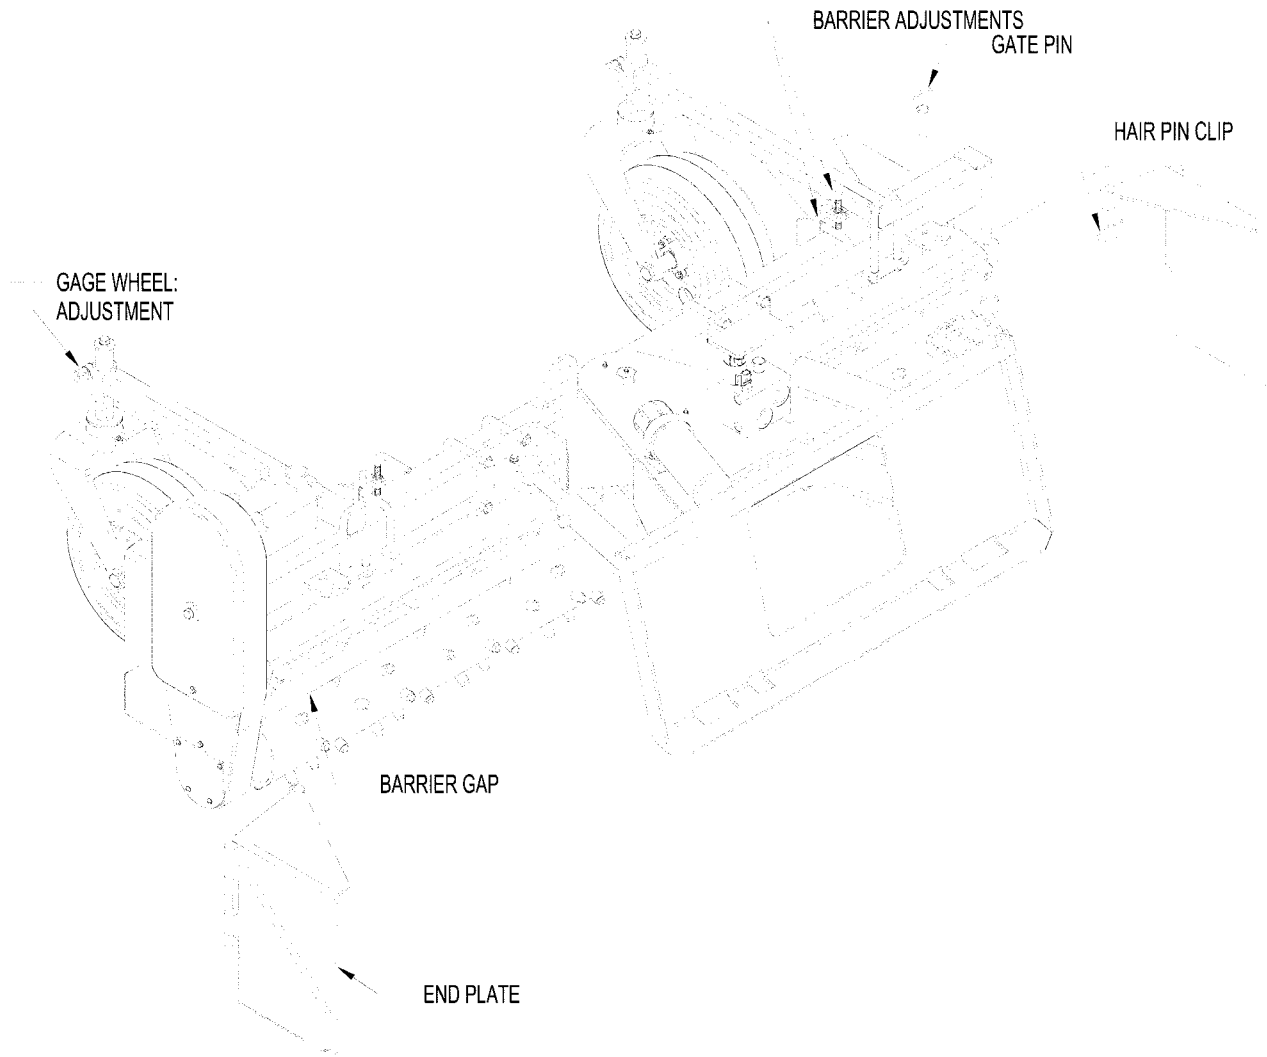 BARRIER ADJUSTMENTS
GATE PIN
HAIR PIN CLIP
GAGE WHEEL:
ADJUSTMENT
BARRIER GAP
END PLATE